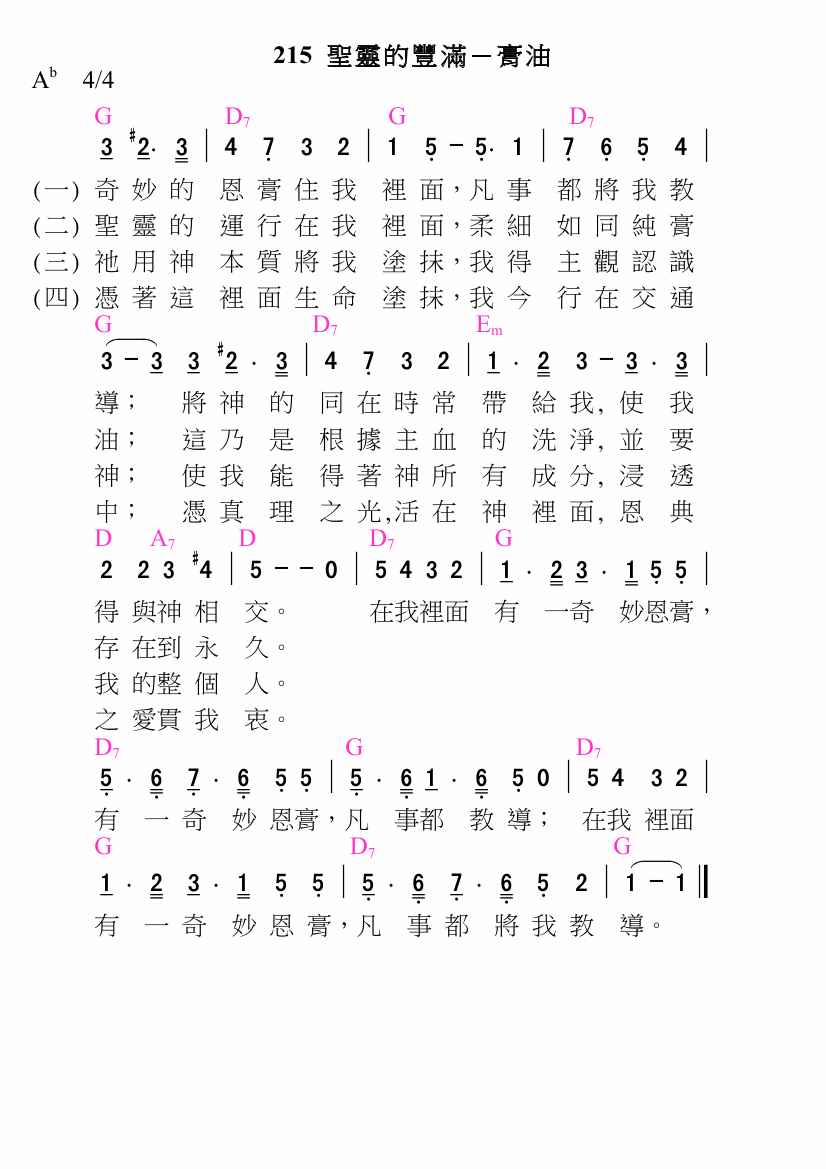 215 聖靈的豐滿－膏油
A♭ 4/4
G D7 G D7
3 #2· 3 | 4 7 3 2 | 1 5 - 5· 1 | 7 6 5 4 |
(一) 奇妙的 恩膏住我 裡面，凡事 都將我教
(二) 聖靈的 運行在我 裡面，柔細 如同純膏
(三) 祂用神 本質將我 塗抹，我得 主觀認識
(四) 憑著這 裡面生命 塗抹，我今 行在交通
G D7 Em
3 - 3 3 #2 · 3 | 4 7 3 2 | 1 · 2 3 - 3 · 3 |
導； 將神 的 同在時常 帶 給我, 使 我
油； 這乃 是 根據主血 的 洗淨, 並 要
神； 使我 能 得著神所 有 成分, 浸 透
中； 憑真 理 之光,活在 神 裡面, 恩 典
D A7 D D7 G
2 2 3 #4 | 5 - - 0 | 5 4 3 2 | 1 · 2 3 · 1 5 5 |
得 與神 相 交。 在我裡面 有 一奇 妙恩膏，
存 在到 永 久。
我 的整 個 人。
之 愛貫 我 衷。
D7 G D7
5 · 6 7 · 6 5 5 | 5 · 6 1 · 6 5 0 | 5 4 3 2 |
有 一 奇 妙 恩膏，凡 事都 教 導； 在我 裡面
G D7 G
1 · 2 3 · 1 5 5 | 5 · 6 7 · 6 5 2 | 1 - 1 ‖
有 一 奇 妙 恩 膏，凡 事 都 將 我 教 導。